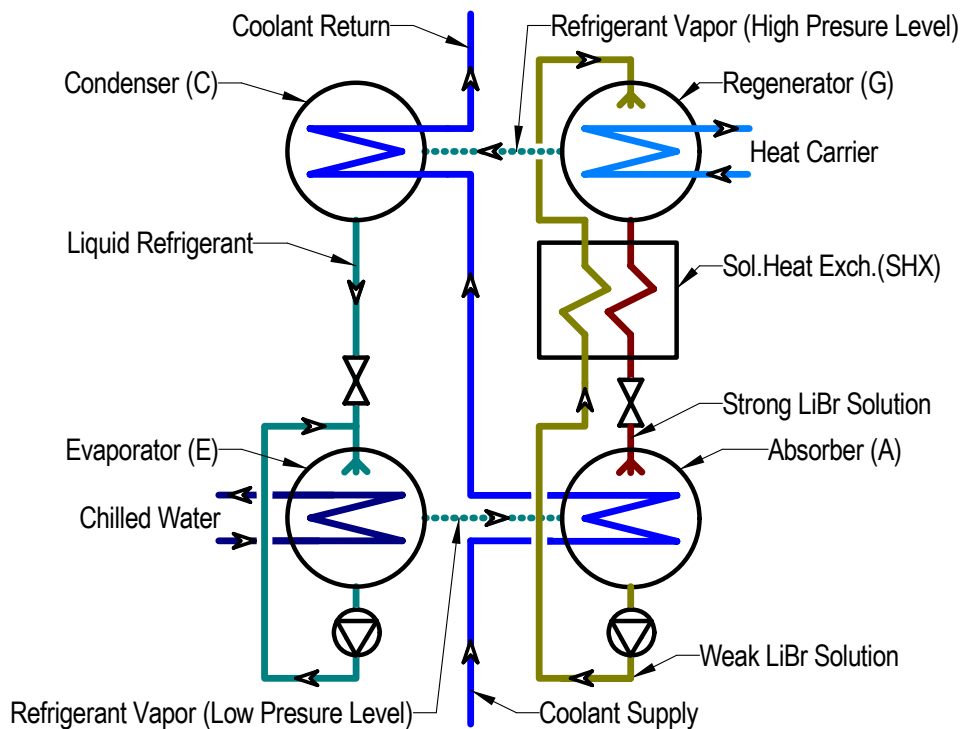 Coolant Return
Refrigerant Vapor (High Presure Level)
Condenser (C)
Regenerator (G)
Heat Carrier
Liquid Refrigerant
Sol.Heat Exch.(SHX)
Strong LiBr Solution
Evaporator (E)
Absorber (A)
Chilled Water
Weak LiBr Solution
Refrigerant Vapor (Low Presure Level)
Coolant Supply